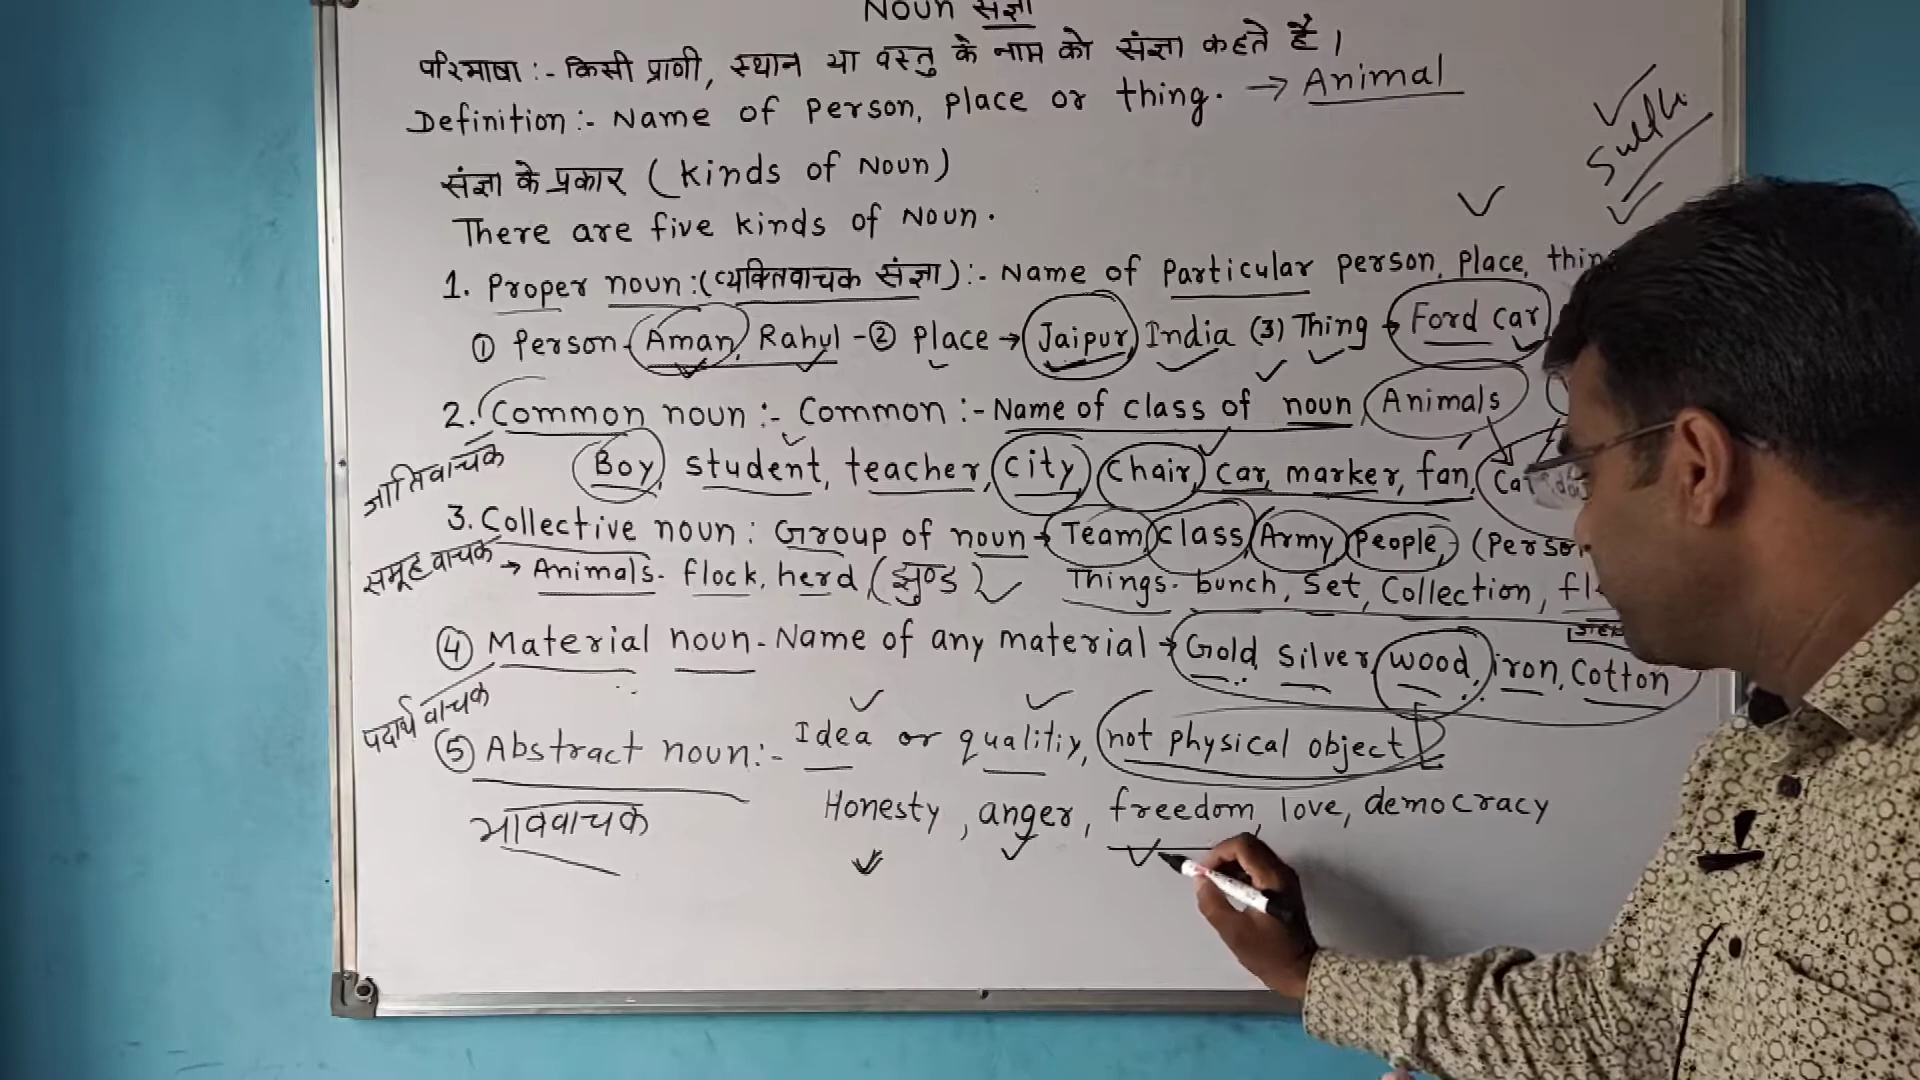 Noun संज्ञा
परिभाषा :- किसी प्राणी, स्थान या वस्तु के नाम को संज्ञा कहते है।
Definition :- Name of person, place or thing. → Animal
संज्ञा के प्रकार (kinds of Noun)
There are five kinds of Noun.
1. Proper noun :(व्यक्तिवाचक संज्ञा) :- Name of Particular person, place, thing
① Person - Aman, Rahul - ② Place → Jaipur, India (3) Thing → Ford car
2. Common noun :- Common :- Name of class of noun, Animals
जातिवाचक
Boy, student, teacher, city, Chair, car, marker, fan,
3. Collective noun : Group of noun → Team, class, Army, People,
समूह वाचक → Animals - flock, herd, (झुण्ड) Things - bunch, set, Collection,
④ Material noun - Name of any material → Gold, silver, wood, iron, Cotton
पदार्थ वाचक
⑤ Abstract noun :- Idea or qualitiy, not physical object
भाववाचक
Honesty, anger, freedom, love, democracy